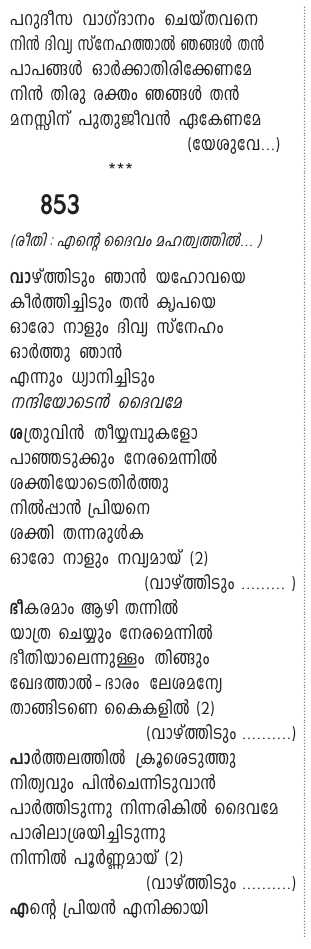 പറുദീസ വാഗ്ദാനം ചെയ്തവനെ
നിൻ ദിവ്യ സ്നേഹത്താൽ ഞങ്ങൾ തൻ
പാപങ്ങൾ ഓർക്കാതിരിക്കേണമേ
നിൻ തിരു രക്തം ഞങ്ങൾ തൻ
മനസ്സിന് പുതുജീവൻ ഏകേണമേ
(യേശുവേ...)
***
853
(രീതി : എന്റെ ദൈവം മഹത്വത്തിൽ... )
വാഴ്ത്തിടും ഞാൻ യഹോവയെ
കീർത്തിച്ചിടും തൻ കൃപയെ
ഓരോ നാളും ദിവ്യ സ്നേഹം
ഓർത്തു ഞാൻ
എന്നും ധ്യാനിച്ചിടും
നന്ദിയോടെൻ ദൈവമേ
ശത്രുവിൻ തീയ്യമ്പുകളോ
പാഞ്ഞടുക്കും നേരമെന്നിൽ
ശക്തിയോടെതിർത്തു
നിൽപ്പാൻ പ്രിയനെ
ശക്തി തന്നരുൾക
ഓരോ നാളും നവ്യമായ് (2)
(വാഴ്ത്തിടും ......... )
ഭീകരമാം ആഴി തന്നിൽ
യാത്ര ചെയ്യും നേരമെന്നിൽ
ഭീതിയാലെന്നുള്ളം തിങ്ങും
ഖേദത്താൽ - ഭാരം ലേശമന്യേ
താങ്ങിടണെ കൈകളിൽ (2)
(വാഴ്ത്തിടും ..........)
പാർത്തലത്തിൽ ക്രൂശെടുത്തു
നിത്യവും പിൻചെന്നിടുവാൻ
പാർത്തിടുന്നു നിന്നരികിൽ ദൈവമേ
പാരിലാശ്രയിച്ചിടുന്നു
നിന്നിൽ പൂർണ്ണമായ് (2)
(വാഴ്ത്തിടും ..........)
എന്റെ പ്രിയൻ എനിക്കായി